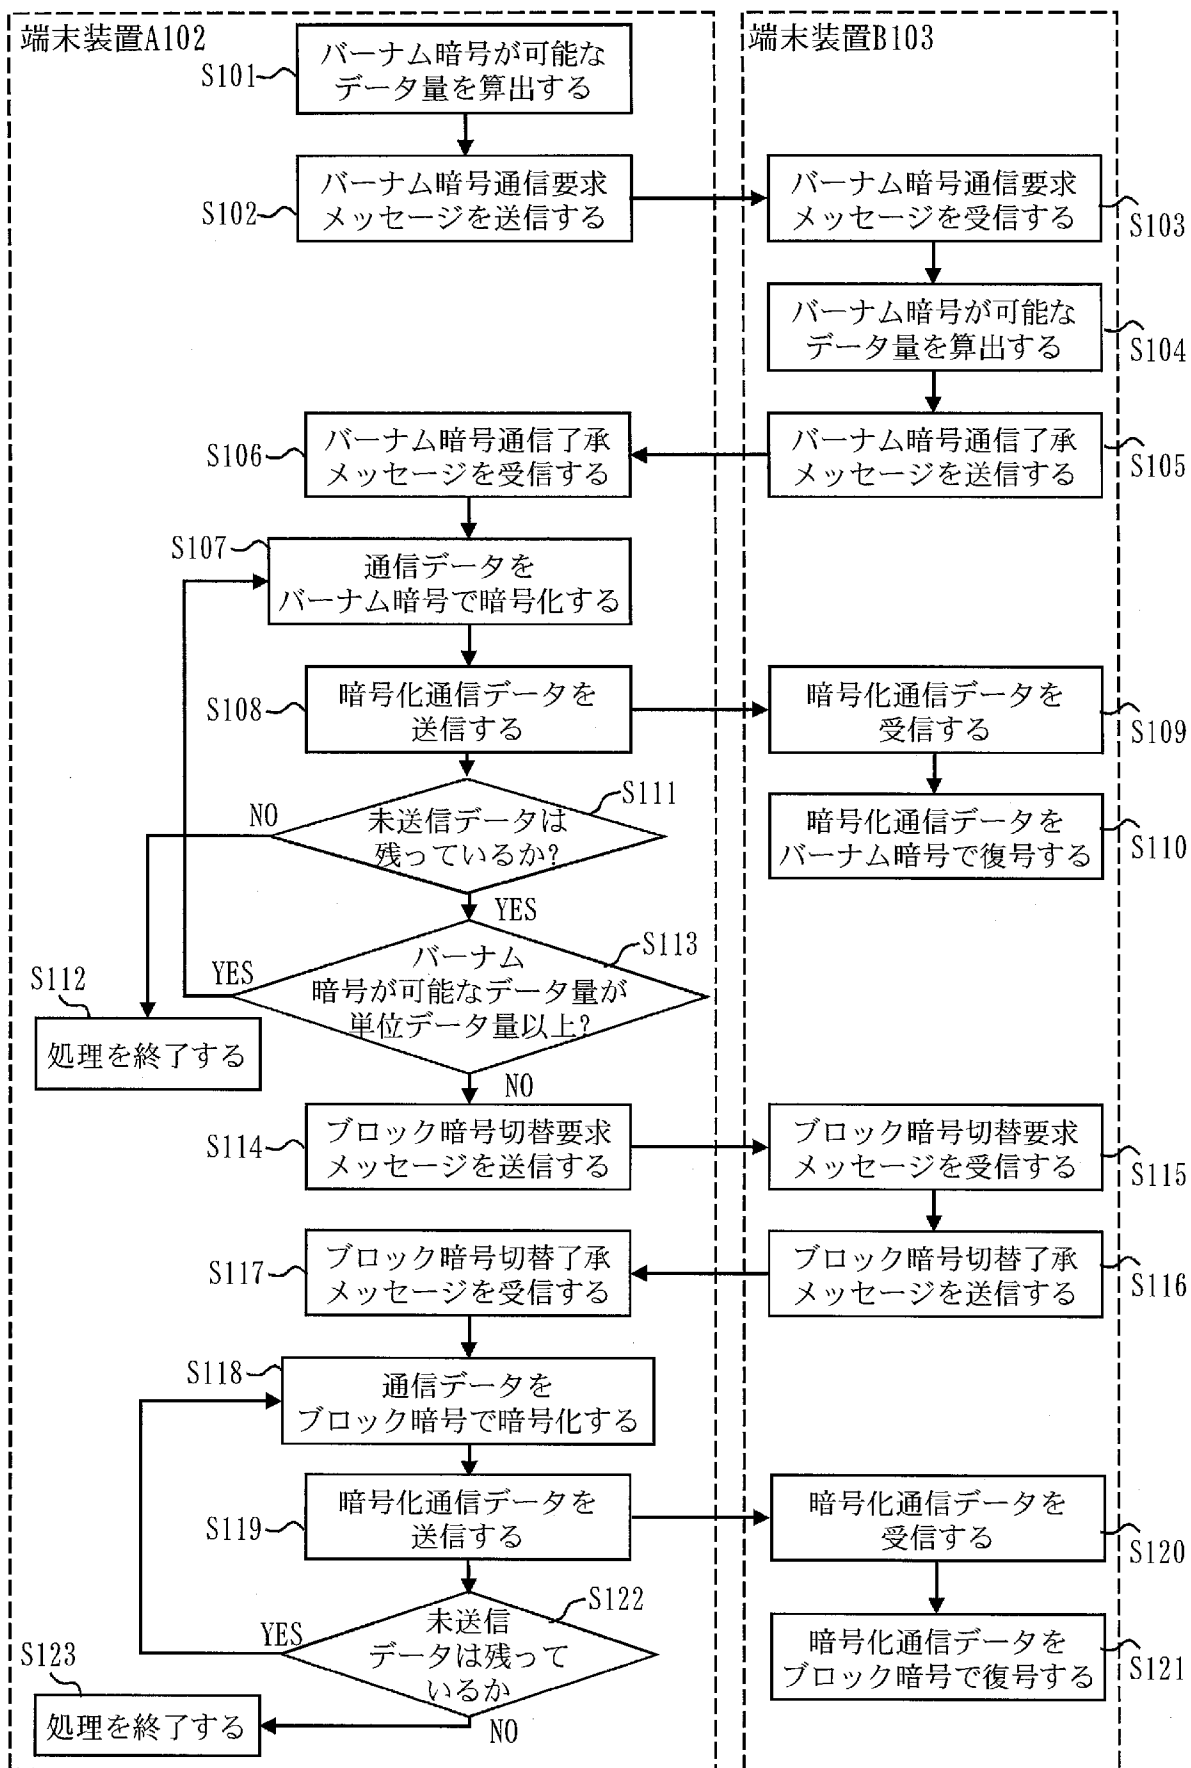 端末装置A102
端末装置B103
S101
バーナム暗号が可能な
データ量を算出する
S102
バーナム暗号通信要求
メッセージを送信する
バーナム暗号通信要求
メッセージを受信する
S103
バーナム暗号が可能な
データ量を算出する
S104
バーナム暗号通信了承
メッセージを送信する
S105
S106
バーナム暗号通信了承
メッセージを受信する
S107
通信データを
バーナム暗号で暗号化する
S108
暗号化通信データを
送信する
暗号化通信データを
受信する
S109
暗号化通信データを
バーナム暗号で復号する
S110
S111
未送信データは
残っているか?
NO
YES
S113
バーナム
暗号が可能なデータ量が
単位データ量以上?
YES
NO
S112
処理を終了する
S114
ブロック暗号切替要求
メッセージを送信する
ブロック暗号切替要求
メッセージを受信する
S115
ブロック暗号切替了承
メッセージを送信する
S116
S117
ブロック暗号切替了承
メッセージを受信する
S118
通信データを
ブロック暗号で暗号化する
S119
暗号化通信データを
送信する
暗号化通信データを
受信する
S120
暗号化通信データを
ブロック暗号で復号する
S121
S122
未送信
データは残って
いるか
YES
NO
S123
処理を終了する